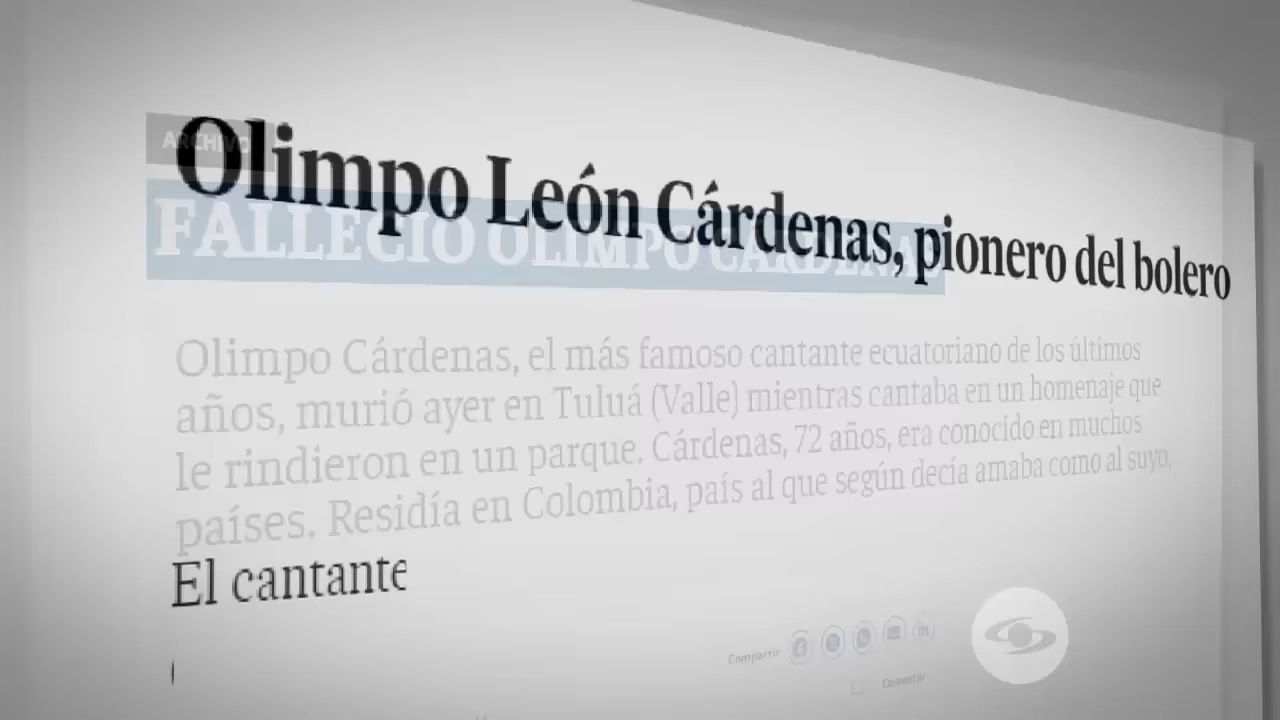 ARCHIVO
Olimpo León Cárdenas, pionero del bolero
FALLECIÓ OLIMPO CÁRDENAS
Olimpo Cárdenas, el más famoso cantante ecuatoriano de los últimos
años, murió ayer en Tuluá (Valle) mientras cantaba en un homenaje que
le rindieron en un parque. Cárdenas, 72 años, era conocido en muchos
países. Residía en Colombia, país al que según decía amaba como al suyo.
El cantante
Compartir
Comentar